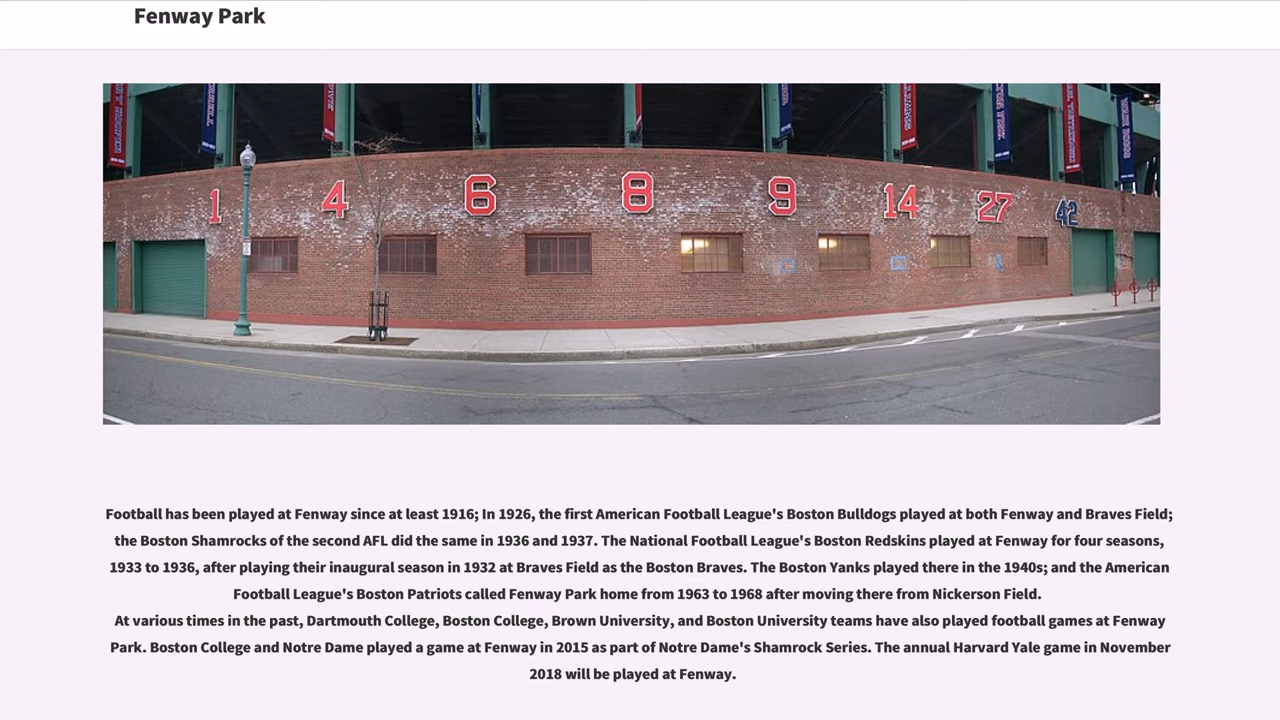 Fenway Park
1 4 6 8 9 14 27 42
Football has been played at Fenway since at least 1916; In 1926, the first American Football League's Boston Bulldogs played at both Fenway and Braves Field;
the Boston Shamrocks of the second AFL did the same in 1936 and 1937. The National Football League's Boston Redskins played at Fenway for four seasons,
1933 to 1936, after playing their inaugural season in 1932 at Braves Field as the Boston Braves. The Boston Yanks played there in the 1940s; and the American
Football League's Boston Patriots called Fenway Park home from 1963 to 1968 after moving there from Nickerson Field.
At various times in the past, Dartmouth College, Boston College, Brown University, and Boston University teams have also played football games at Fenway
Park. Boston College and Notre Dame played a game at Fenway in 2015 as part of Notre Dame's Shamrock Series. The annual Harvard Yale game in November
2018 will be played at Fenway.